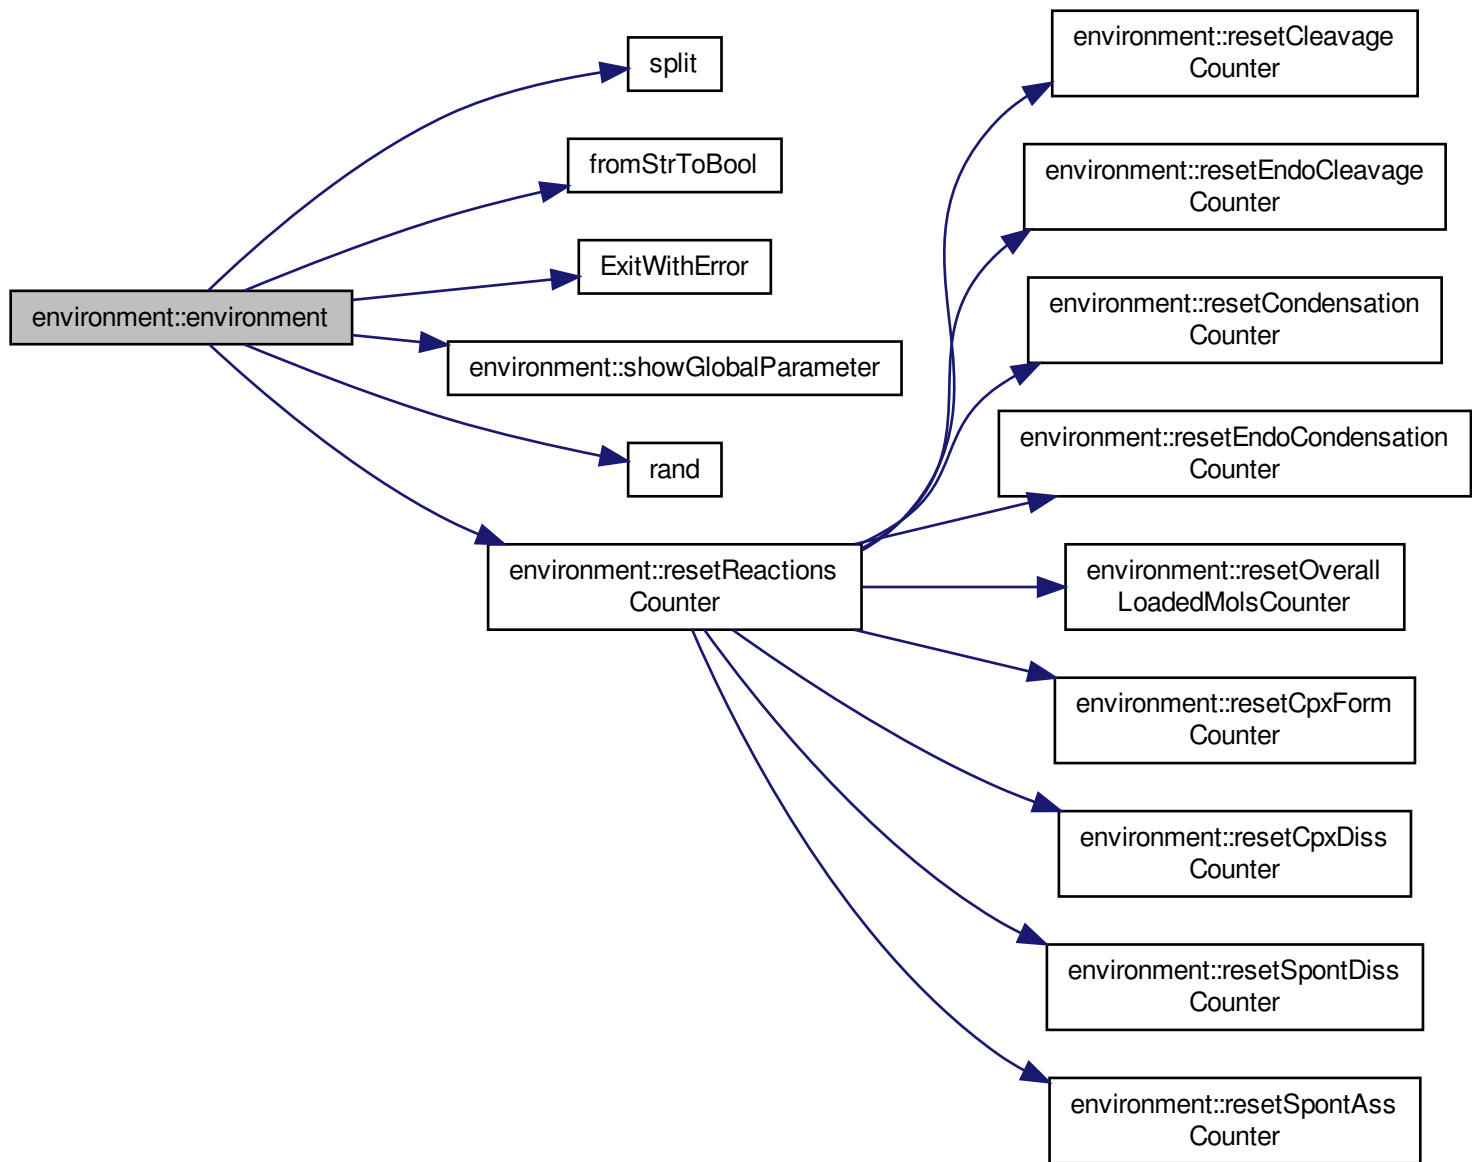 environment::environment
split
fromStrToBool
ExitWithError
environment::showGlobalParameter
rand
environment::resetReactions
Counter
environment::resetCleavage
Counter
environment::resetEndoCleavage
Counter
environment::resetCondensation
Counter
environment::resetEndoCondensation
Counter
environment::resetOverall
LoadedMolsCounter
environment::resetCpxForm
Counter
environment::resetCpxDiss
Counter
environment::resetSpontDiss
Counter
environment::resetSpontAss
Counter